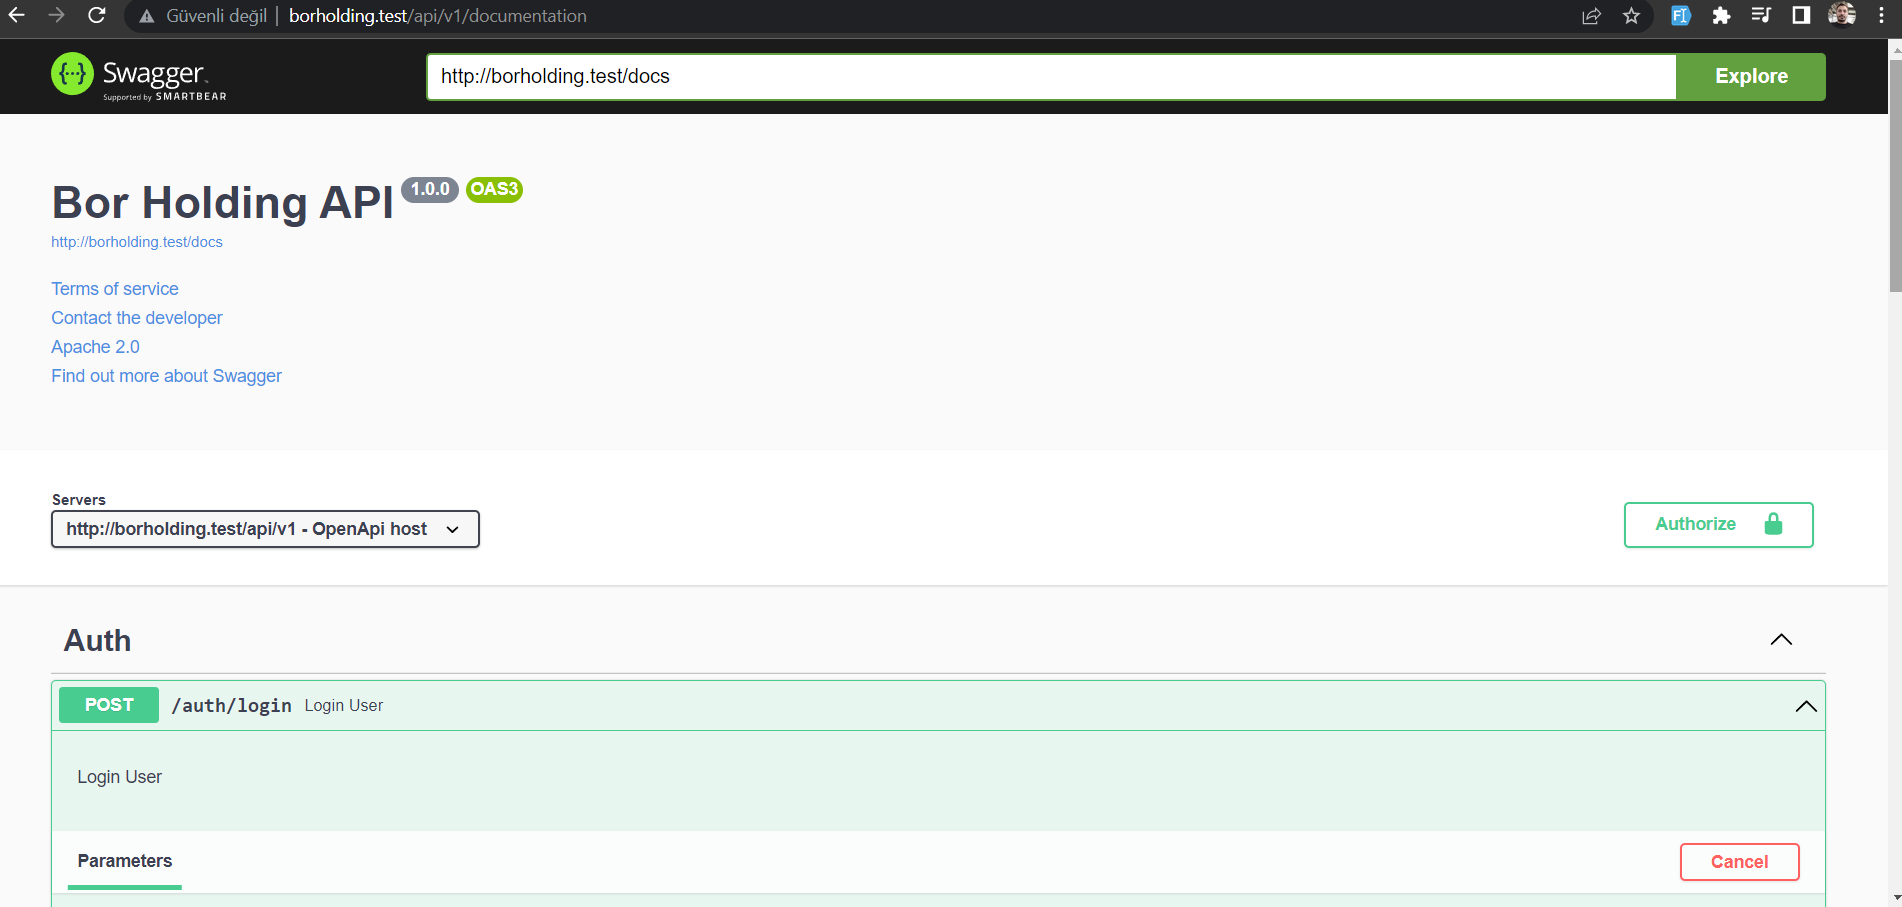 Güvenli değil | borholding.test/api/v1/documentation
{···} Swagger
Supported by SMARTBEAR
http://borholding.test/docs
Explore
Bor Holding API 1.0.0 OAS3
http://borholding.test/docs
Terms of service
Contact the developer
Apache 2.0
Find out more about Swagger
Servers
http://borholding.test/api/v1 - OpenApi host
Authorize
Auth
POST /auth/login Login User
Login User
Parameters
Cancel